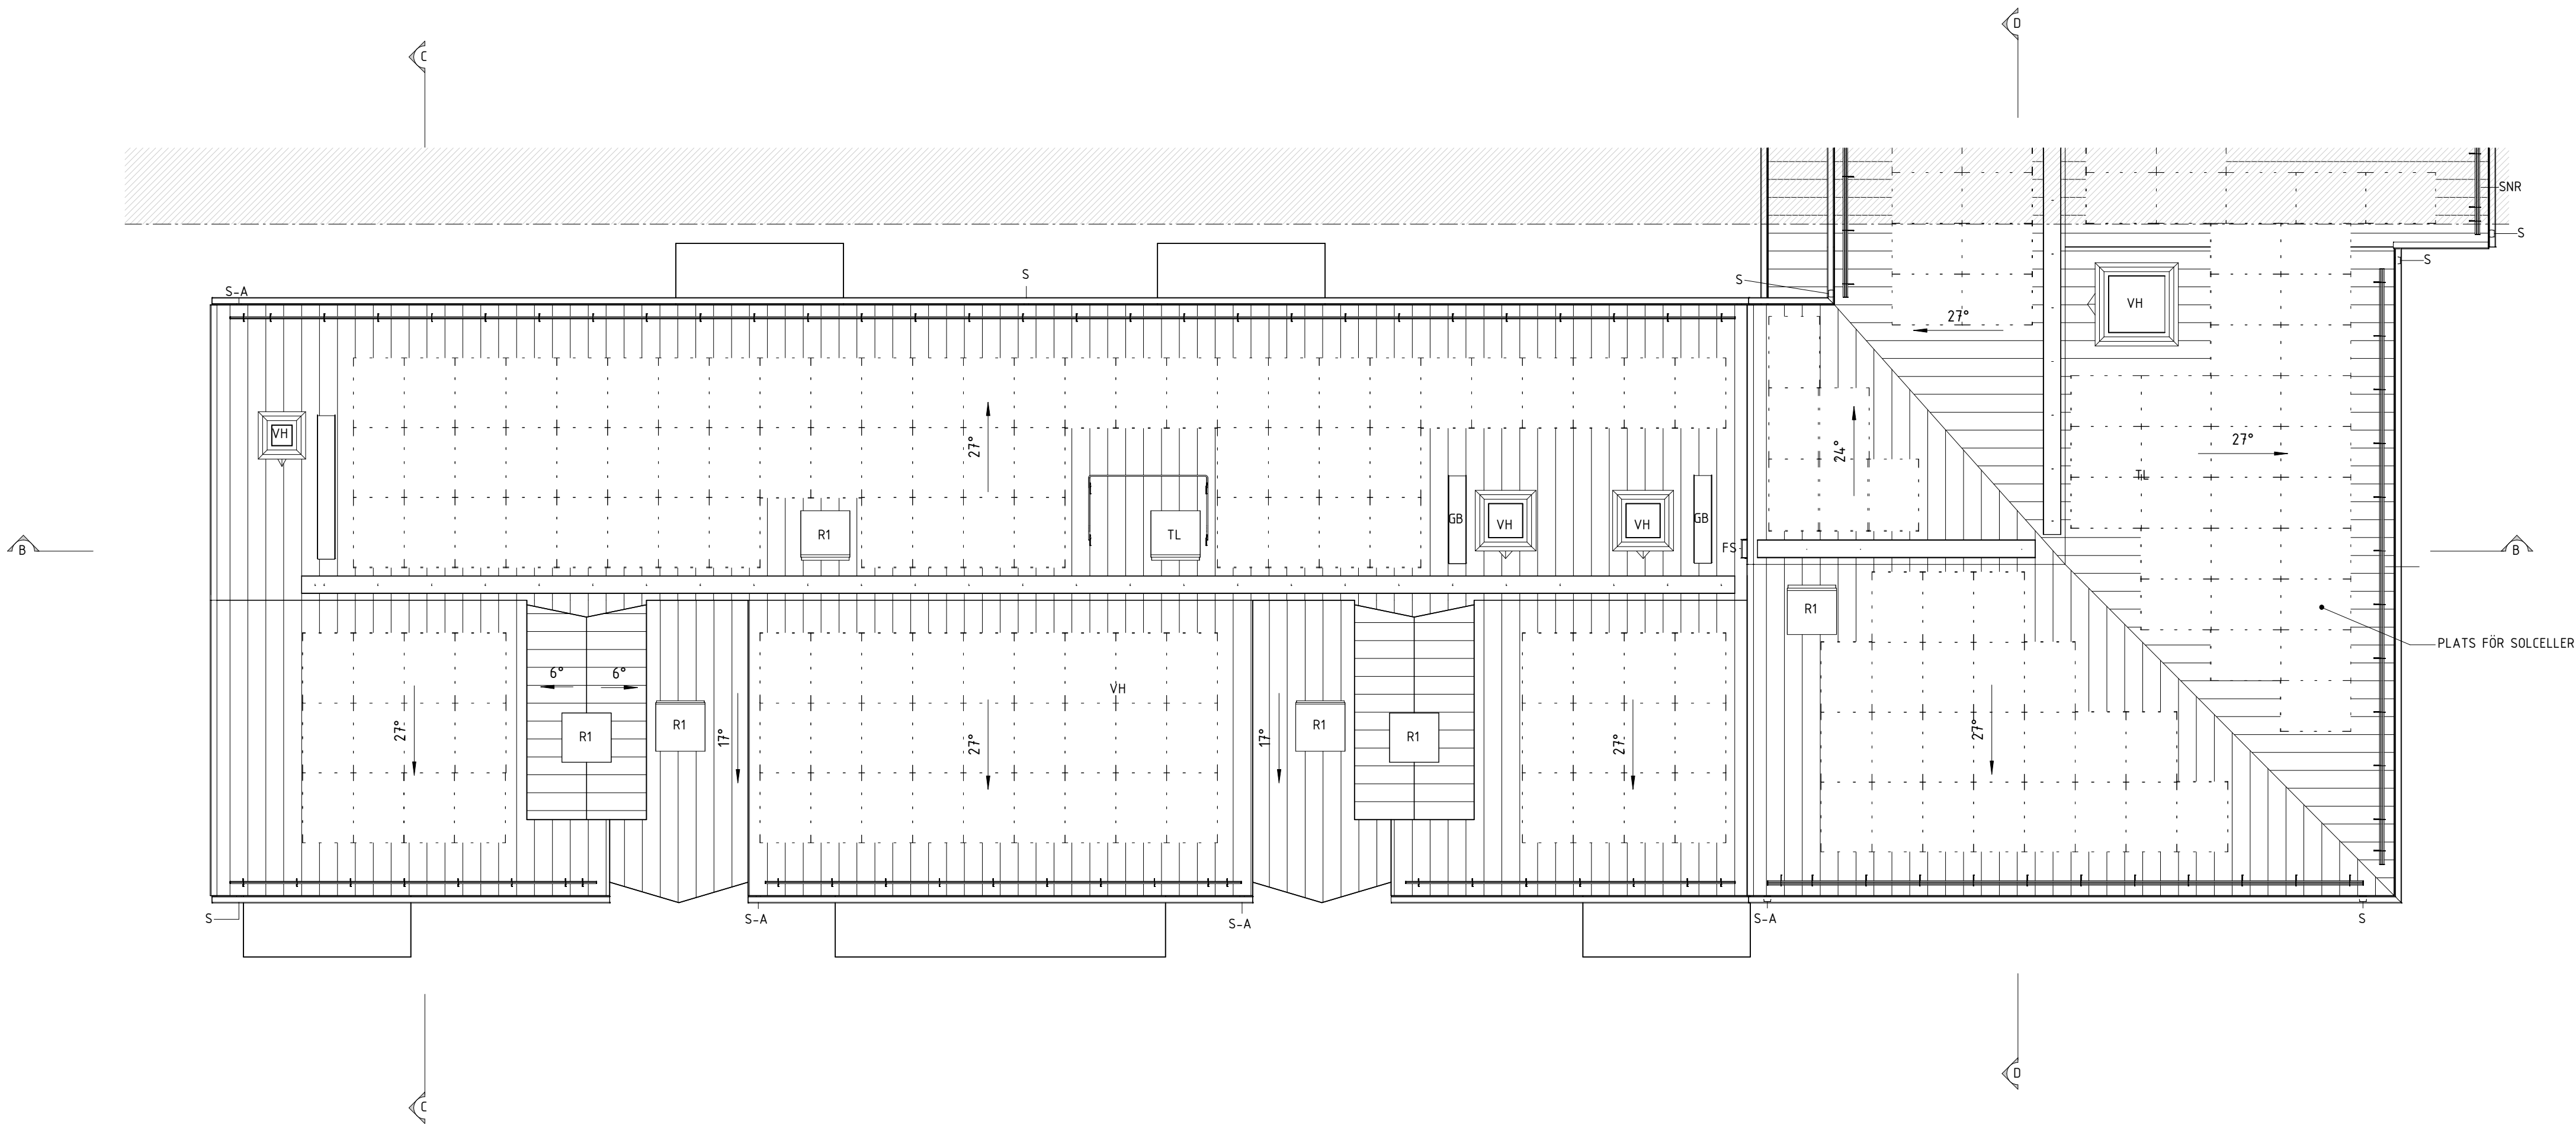 D
C
SNR
S
S
S
S
S-A
VH
27°
VH
27°
24°
27°
TL
GB
VH
VH
GB
R1
TL
FS
B
B
R1
PLATS FÖR SOLCELLER
6°
6°
VH
27°
R1
R1
17°
27°
17°
R1
R1
27°
27°
S
S-A
S-A
S-A
S
D
C